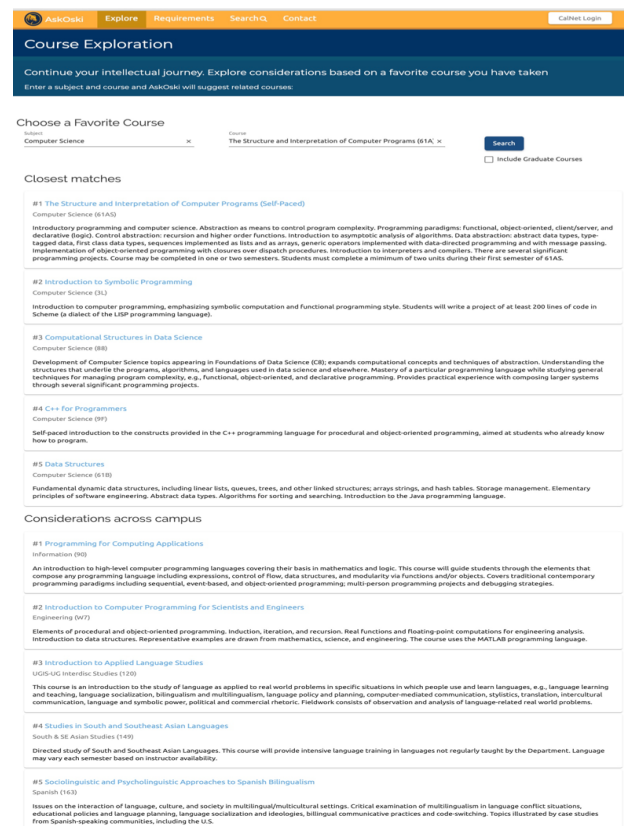 AskOski Explore Requirements Search Contact CalNet Login
Course Exploration
Continue your intellectual journey. Explore considerations based on a favorite course you have taken
Enter a subject and course and AskOski will suggest related courses:
Choose a Favorite Course
Subject Course
Computer Science × The Structure and Interpretation of Computer Programs (61A) × Search
Include Graduate Courses
Closest matches
#1 The Structure and Interpretation of Computer Programs (Self-Paced)
Computer Science (61AS)
Introductory programming and computer science. Abstraction as means to control program complexity. Programming paradigms: functional, object-oriented, client/server, and
declarative (logic). Control abstraction: recursion and higher order functions. Introduction to asymptotic analysis of algorithms. Data abstraction: abstract data types, type-
tagged data, first class data types, sequences implemented as lists and as arrays, generic operators implemented with data-directed programming and with message passing.
Implementation of object-oriented programming with closures over dispatch procedures. Introduction to interpreters and compilers. There are several significant
programming projects. Course may be completed in one or two semesters. Students must complete a mimimum of two units during their first semester of 61AS.
#2 Introduction to Symbolic Programming
Computer Science (3L)
Introduction to computer programming, emphasizing symbolic computation and functional programming style. Students will write a project of at least 200 lines of code in
Scheme (a dialect of the LISP programming language).
#3 Computational Structures in Data Science
Computer Science (88)
Development of Computer Science topics appearing in Foundations of Data Science (C8); expands computational concepts and techniques of abstraction. Understanding the
structures that underlie the programs, algorithms, and languages used in data science and elsewhere. Mastery of a particular programming language while studying general
techniques for managing program complexity, e.g., functional, object-oriented, and declarative programming. Provides practical experience with composing larger systems
through several significant programming projects.
#4 C++ for Programmers
Computer Science (9F)
Self-paced introduction to the constructs provided in the C++ programming language for procedural and object-oriented programming, aimed at students who already know
how to program.
#5 Data Structures
Computer Science (61B)
Fundamental dynamic data structures, including linear lists, queues, trees, and other linked structures; arrays strings, and hash tables. Storage management. Elementary
principles of software engineering. Abstract data types. Algorithms for sorting and searching. Introduction to the Java programming language.
Considerations across campus
#1 Programming for Computing Applications
Information (90)
An introduction to high-level computer programming languages covering their basis in mathematics and logic. This course will guide students through the elements that
compose any programming language including expressions, control of flow, data structures, and modularity via functions and/or objects. Covers traditional contemporary
programming paradigms including sequential, event-based, and object-oriented programming; multi-person programming projects and debugging strategies.
#2 Introduction to Computer Programming for Scientists and Engineers
Engineering (W7)
Elements of procedural and object-oriented programming. Induction, iteration, and recursion. Real functions and floating-point computations for engineering analysis.
Introduction to data structures. Representative examples are drawn from mathematics, science, and engineering. The course uses the MATLAB programming language.
#3 Introduction to Applied Language Studies
UGIS-UG Interdisc Studies (120)
This course is an introduction to the study of language as applied to real world problems in specific situations in which people use and learn languages, e.g., language learning
and teaching, language socialization, bilingualism and multilingualism, language policy and planning, computer-mediated communication, stylistics, translation, intercultural
communication, language and symbolic power, political and commercial rhetoric. Fieldwork consists of observation and analysis of language-related real world problems.
#4 Studies in South and Southeast Asian Languages
South & SE Asian Studies (149)
Directed study of South and Southeast Asian Languages. This course will provide intensive language training in languages not regularly taught by the Department. Language
may vary each semester based on instructor availability.
#5 Sociolinguistic and Psycholinguistic Approaches to Spanish Bilingualism
Spanish (163)
Issues on the interaction of language, culture, and society in multilingual/multicultural settings. Critical examination of multilingualism in language conflict situations,
educational policies and language planning, language socialization and ideologies, billingual communicative practices and code-switching. Topics illustrated by case studies
from Spanish-speaking communities, including the U.S.